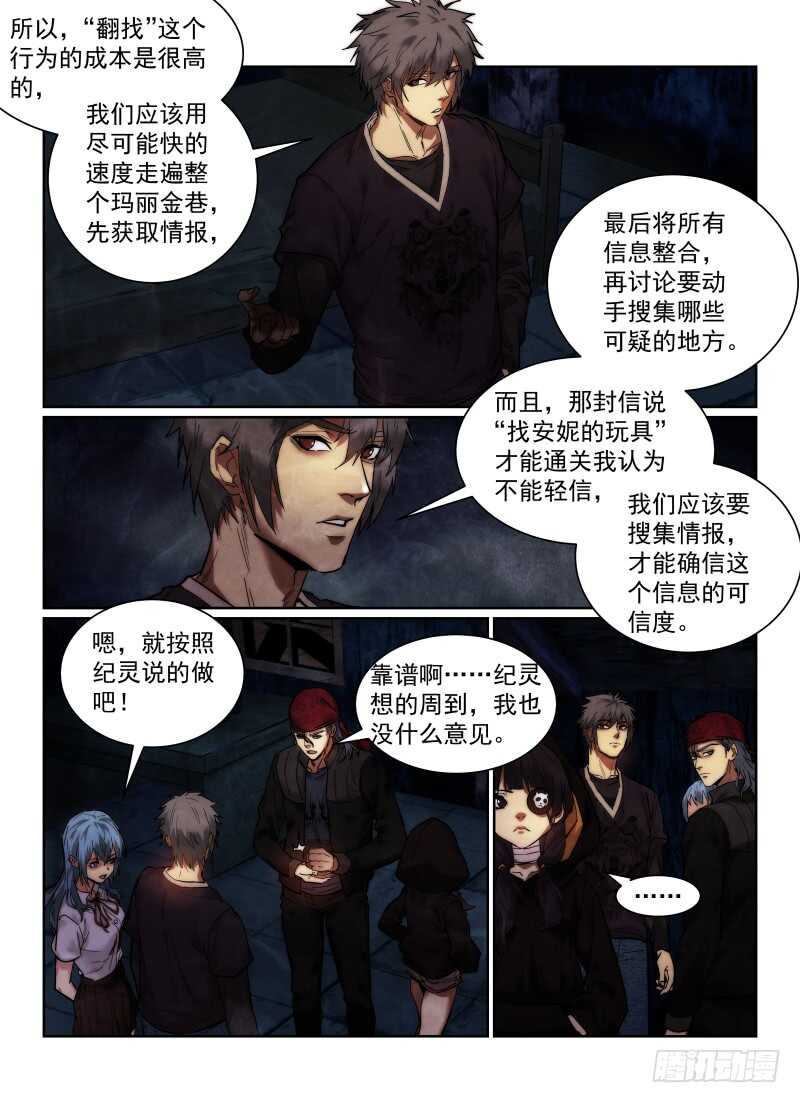 所以，“翻找”这个
行为的成本是很高
的，
我们应该用
尽可能快的
速度走遍整
个玛丽金巷，
先获取情报，
最后将所有
信息整合，
再讨论要动
手搜集哪些
可疑的地方。
而且，那封信说
“找安妮的玩具”
才能通关我认为
不能轻信，
我们应该要
搜集情报，
才能确信这
个信息的可
信度。
嗯，就按照
纪灵说的做
吧！
靠谱啊……纪灵
想的周到，我也
没什么意见。
……
腾讯动漫